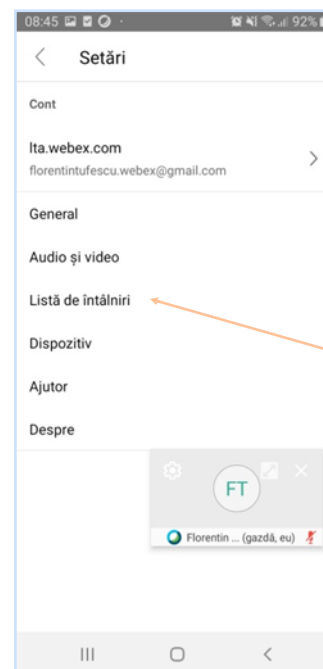 08:45
92%
Setări
Cont
lta.webex.com
florentintufescu.webex@gmail.com
General
Audio și video
Listă de întâlniri
Dispozitiv
Ajutor
Despre
FT
Florentin ... (gazdă, eu)